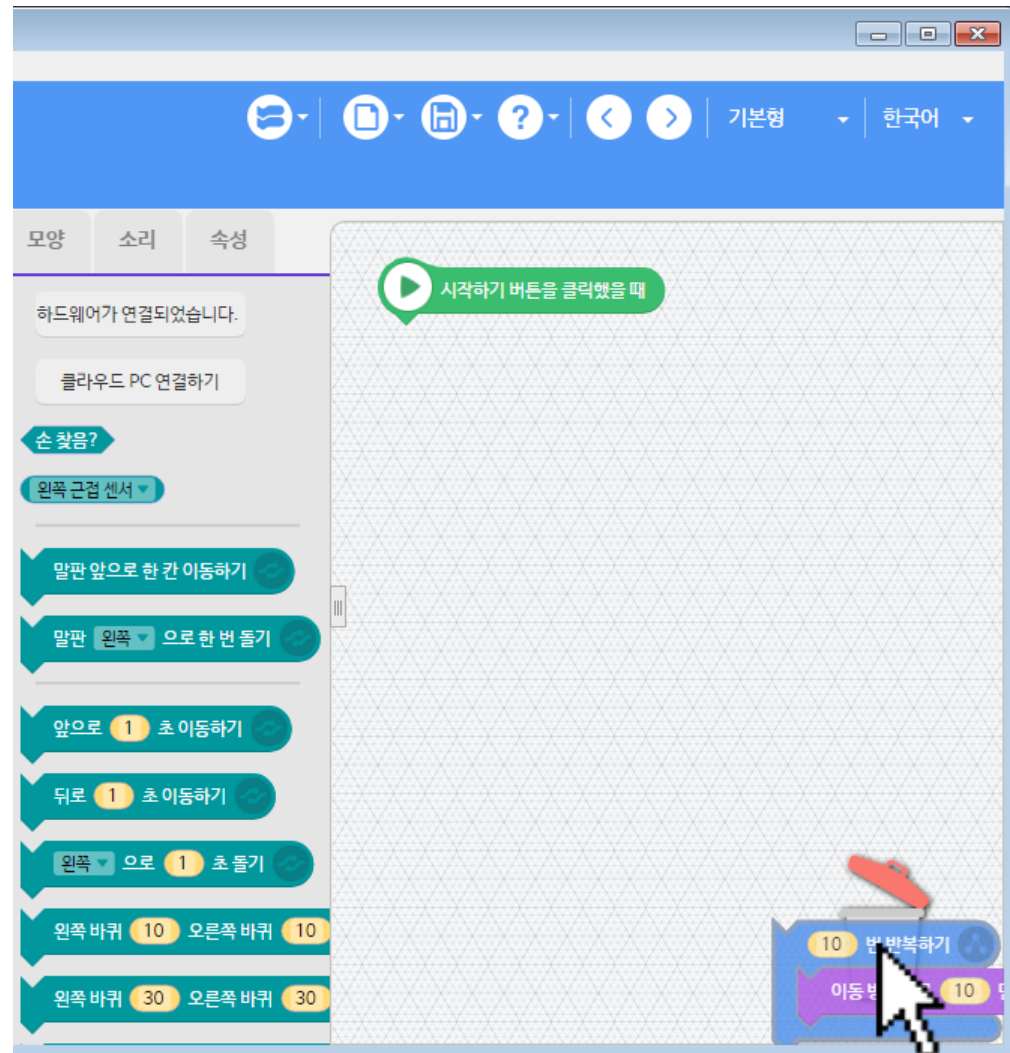 기본형
한국어
모양 소리 속성
시작하기 버튼을 클릭했을 때
하드웨어가 연결되었습니다.
클라우드 PC 연결하기
손 찾음?
왼쪽 근접 센서
말판 앞으로 한 칸 이동하기
말판 왼쪽 으로 한 번 돌기
앞으로 1 초 이동하기
뒤로 1 초 이동하기
왼쪽 으로 1 초 돌기
왼쪽 바퀴 10 오른쪽 바퀴 10
왼쪽 바퀴 30 오른쪽 바퀴 30
10 번 반복하기
이동 10